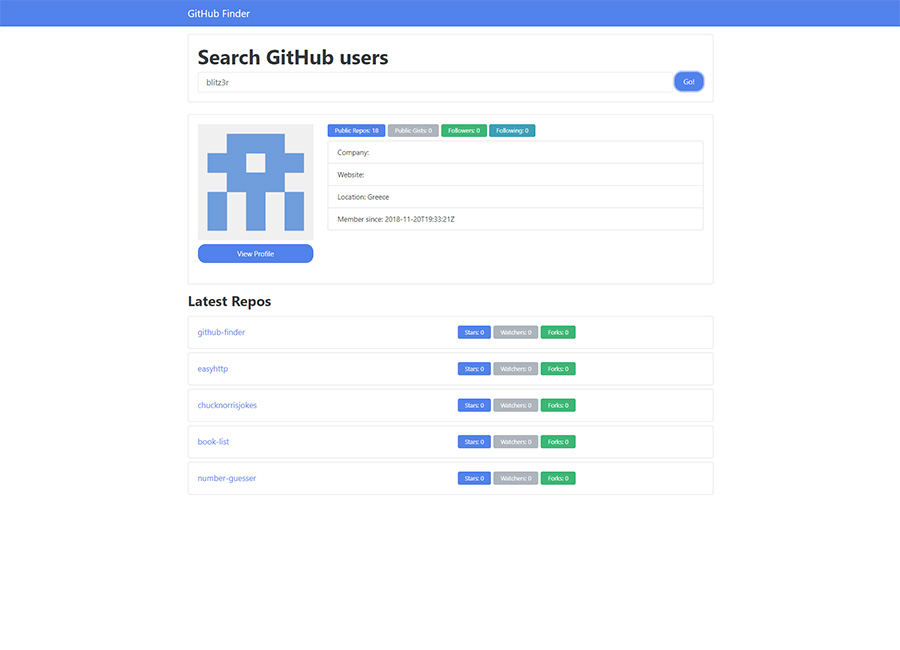 GitHub Finder
Search GitHub users
blitz3r
Go!
Public Repos: 18 Public Gists: 0 Followers: 0 Following: 0
Company:
Website:
Location: Greece
Member since: 2018-11-20T19:33:21Z
View Profile
Latest Repos
github-finder Stars: 0 Watchers: 0 Forks: 0
easyhttp Stars: 0 Watchers: 0 Forks: 0
chucknorrisjokes Stars: 0 Watchers: 0 Forks: 0
book-list Stars: 0 Watchers: 0 Forks: 0
number-guesser Stars: 0 Watchers: 0 Forks: 0